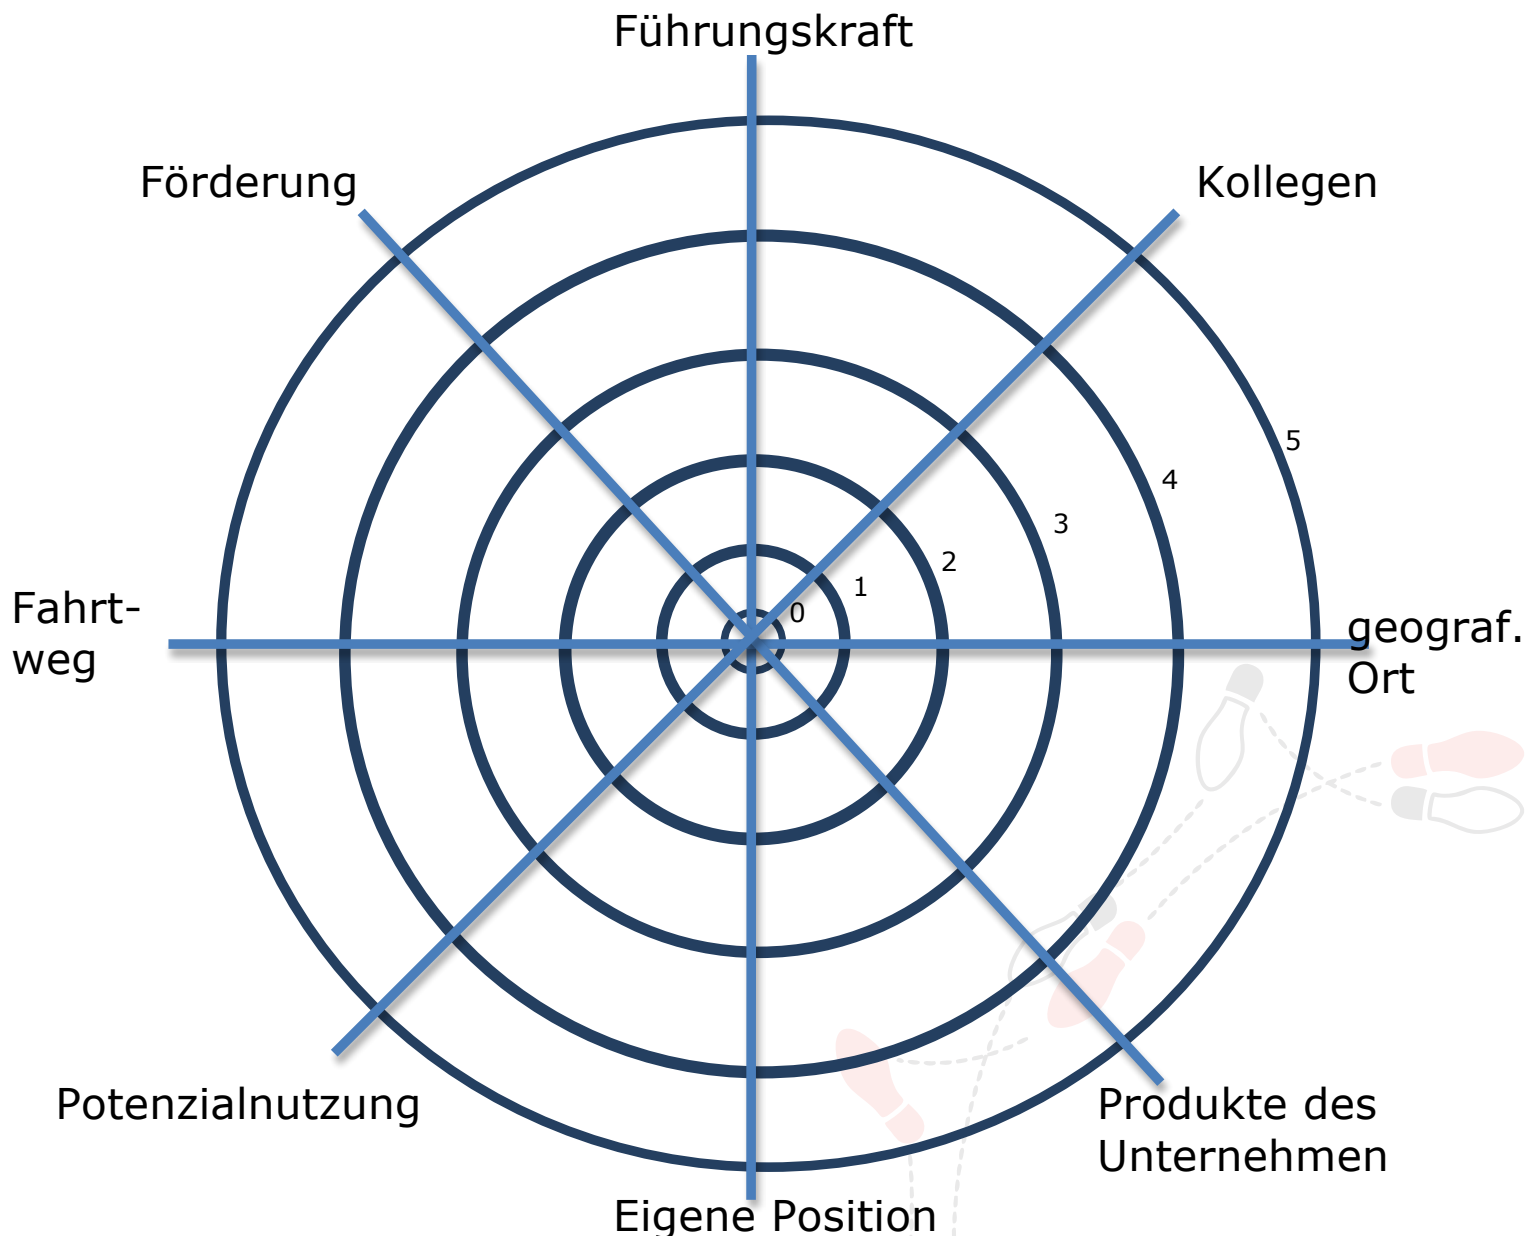 Führungskraft
Förderung
Kollegen
5
4
3
2
1
0
Fahrt-
weg
geograf.
Ort
Potenzialnutzung
Produkte des
Unternehmen
Eigene Position